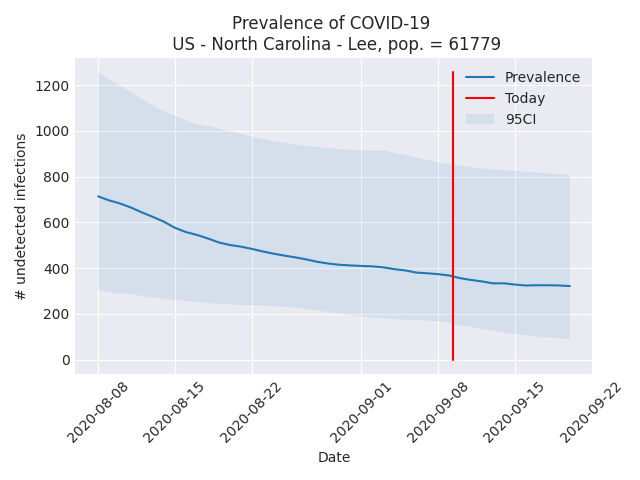 Prevalence of COVID-19
US - North Carolina - Lee, pop. = 61779
1200
1000
800
600
400
200
0
# undetected infections
Prevalence
Today
95CI
2020-08-08
2020-08-15
2020-08-22
2020-09-01
2020-09-08
2020-09-15
2020-09-22
Date